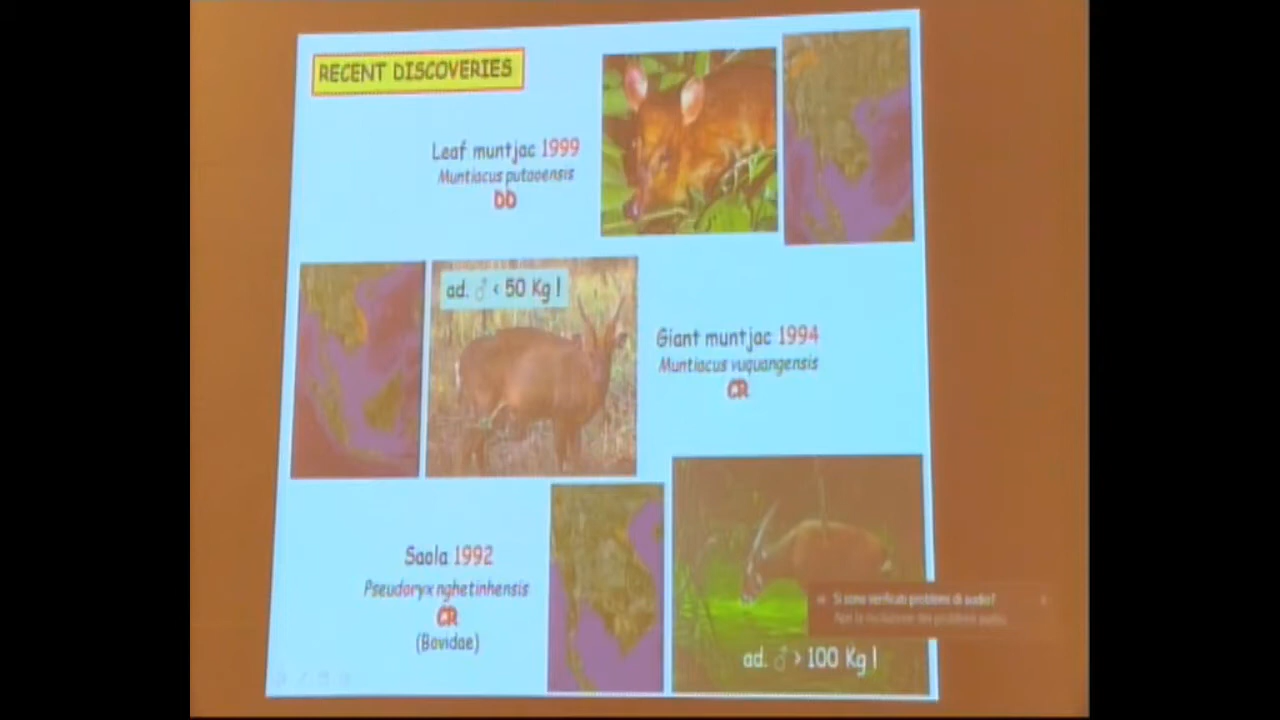 RECENT DISCOVERIES
Leaf muntjac 1999
Muntiacus putaoensis
DD
ad. ♂ < 50 Kg !
Giant muntjac 1994
Muntiacus vuquangensis
CR
Saola 1992
Pseudoryx nghetinhensis
CR
(Bovidae)
Si sono verificati problemi di audio?
ad. ♂ > 100 Kg !